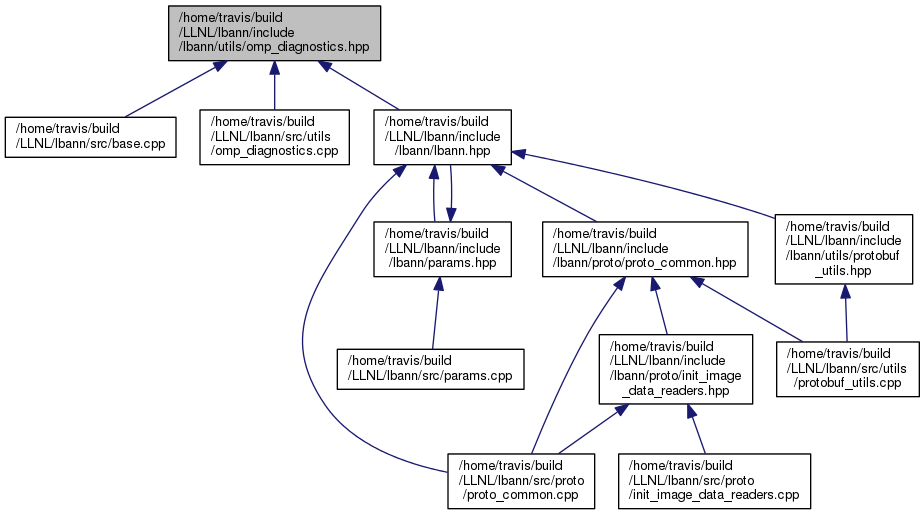 /home/travis/build
/LLNL/lbann/include
/lbann/utils/omp_diagnostics.hpp
/home/travis/build
/LLNL/lbann/src/base.cpp
/home/travis/build
/LLNL/lbann/src/utils
/omp_diagnostics.cpp
/home/travis/build
/LLNL/lbann/include
/lbann/lbann.hpp
/home/travis/build
/LLNL/lbann/include
/lbann/params.hpp
/home/travis/build
/LLNL/lbann/include
/lbann/proto/proto_common.hpp
/home/travis/build
/LLNL/lbann/include
/lbann/utils/protobuf
_utils.hpp
/home/travis/build
/LLNL/lbann/src/params.cpp
/home/travis/build
/LLNL/lbann/include
/lbann/proto/init_image
_data_readers.hpp
/home/travis/build
/LLNL/lbann/src/utils
/protobuf_utils.cpp
/home/travis/build
/LLNL/lbann/src/proto
/proto_common.cpp
/home/travis/build
/LLNL/lbann/src/proto
/init_image_data_readers.cpp